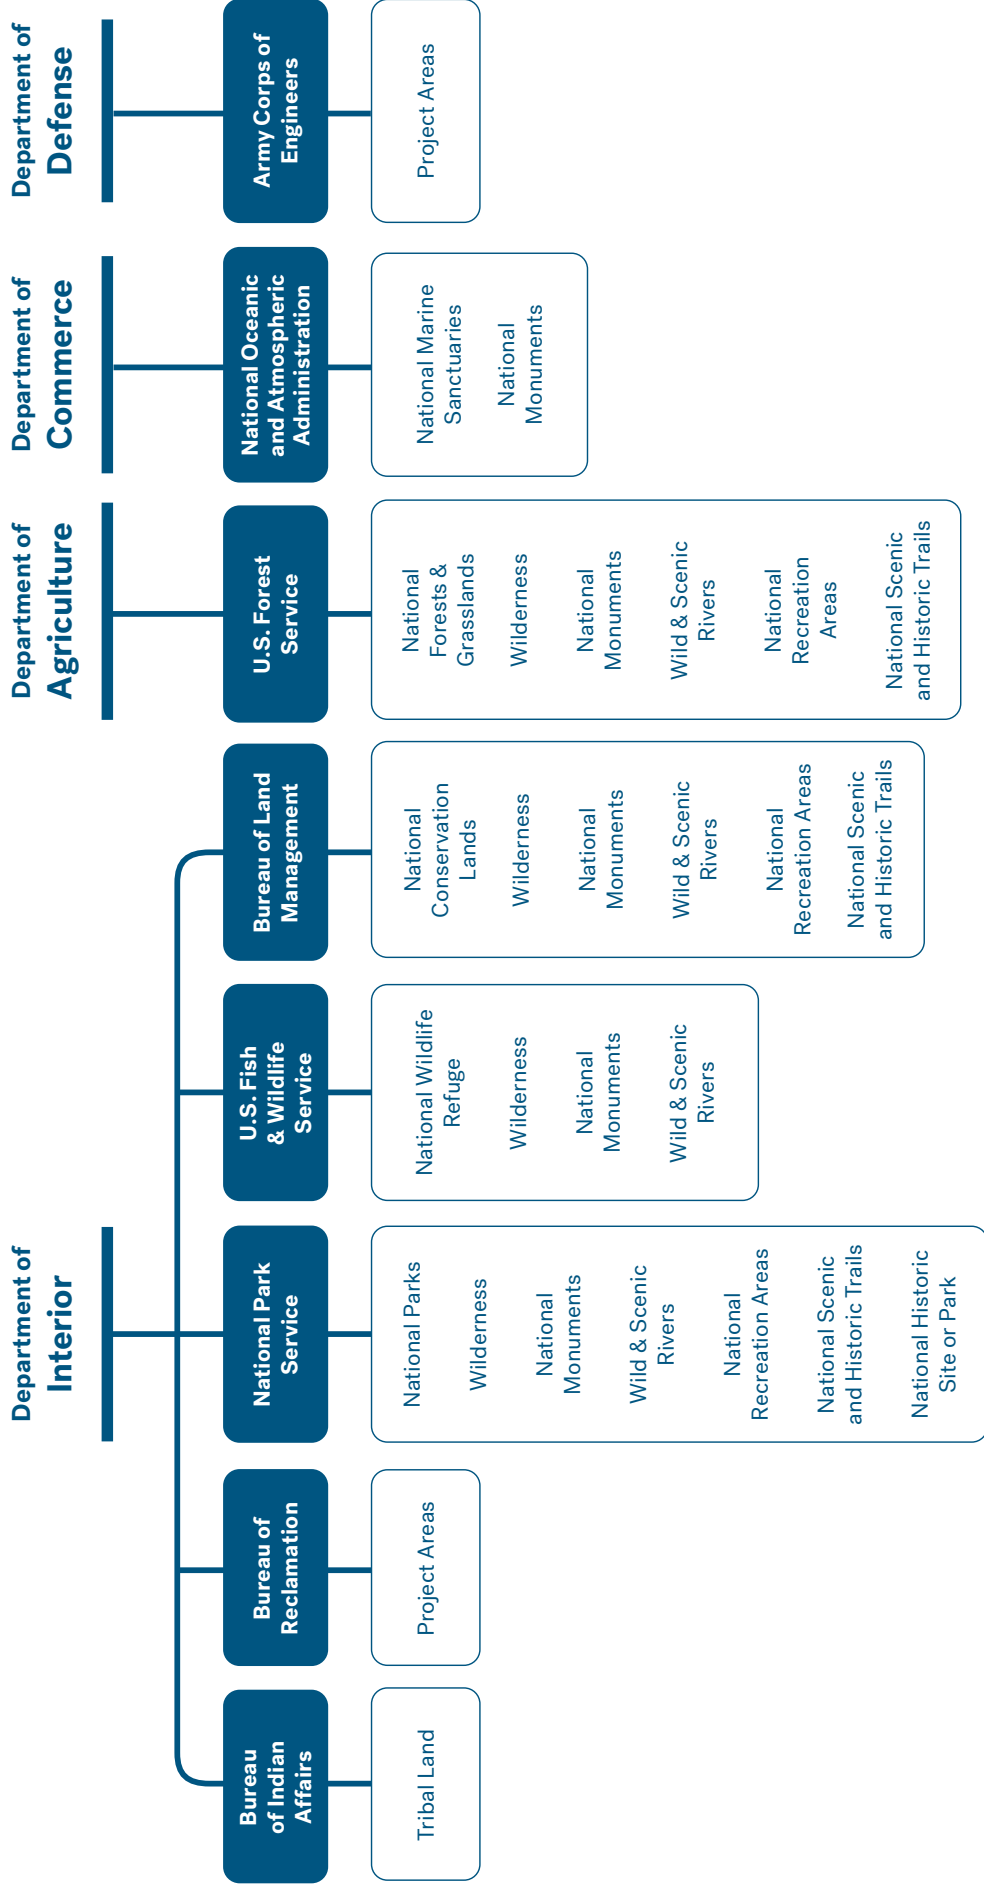 Department of
Interior
Department of
Agriculture
Department of
Commerce
Department of
Defense
Bureau
of Indian
Affairs
Tribal Land
Bureau of
Reclamation
Project Areas
National Park
Service
National Parks
Wilderness
National
Monuments
Wild & Scenic
Rivers
National
Recreation Areas
National Scenic
and Historic Trails
National Historic
Site or Park
U.S. Fish
& Wildlife
Service
National Wildlife
Refuge
Wilderness
National
Monuments
Wild & Scenic
Rivers
Bureau of Land
Management
National
Conservation
Lands
Wilderness
National
Monuments
Wild & Scenic
Rivers
National
Recreation Areas
National Scenic
and Historic Trails
U.S. Forest
Service
National
Forests &
Grasslands
Wilderness
National
Monuments
Wild & Scenic
Rivers
National
Recreation
Areas
National Scenic
and Historic Trails
National Oceanic
and Atmospheric
Administration
National Marine
Sanctuaries
National
Monuments
Army Corps of
Engineers
Project Areas